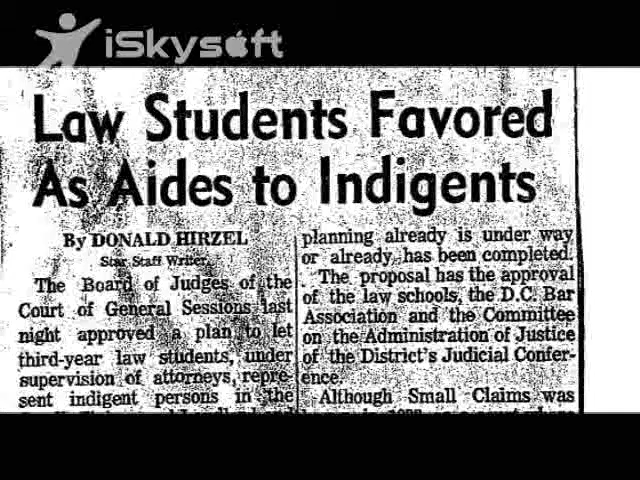 iSkysoft
Law Students Favored
As Aides to Indigents
By DONALD HIRZEL
Star Staff Writer
The Board of Judges of the
Court of General Sessions last
night approved a plan to let
third-year law students, under
supervision of attorneys, repre-
sent indigent persons in the
planning already is under way
or already has been completed.
The proposal has the approval
of the law schools, the D.C. Bar
Association and the Committee
on the Administration of Justice
of the District's Judicial Confer-
ence.
Although Small Claims was